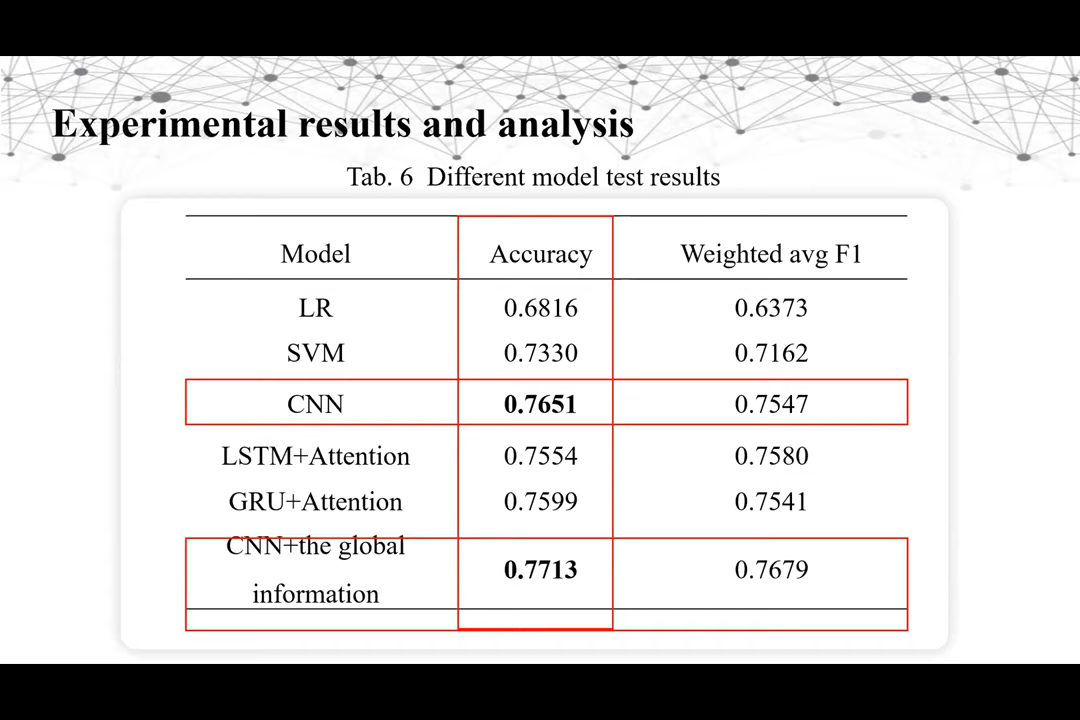 Experimental results and analysis
Tab. 6 Different model test results
Model Accuracy Weighted avg F1
LR 0.6816 0.6373
SVM 0.7330 0.7162
CNN 0.7651 0.7547
LSTM+Attention 0.7554 0.7580
GRU+Attention 0.7599 0.7541
CNN+the global
information 0.7713 0.7679